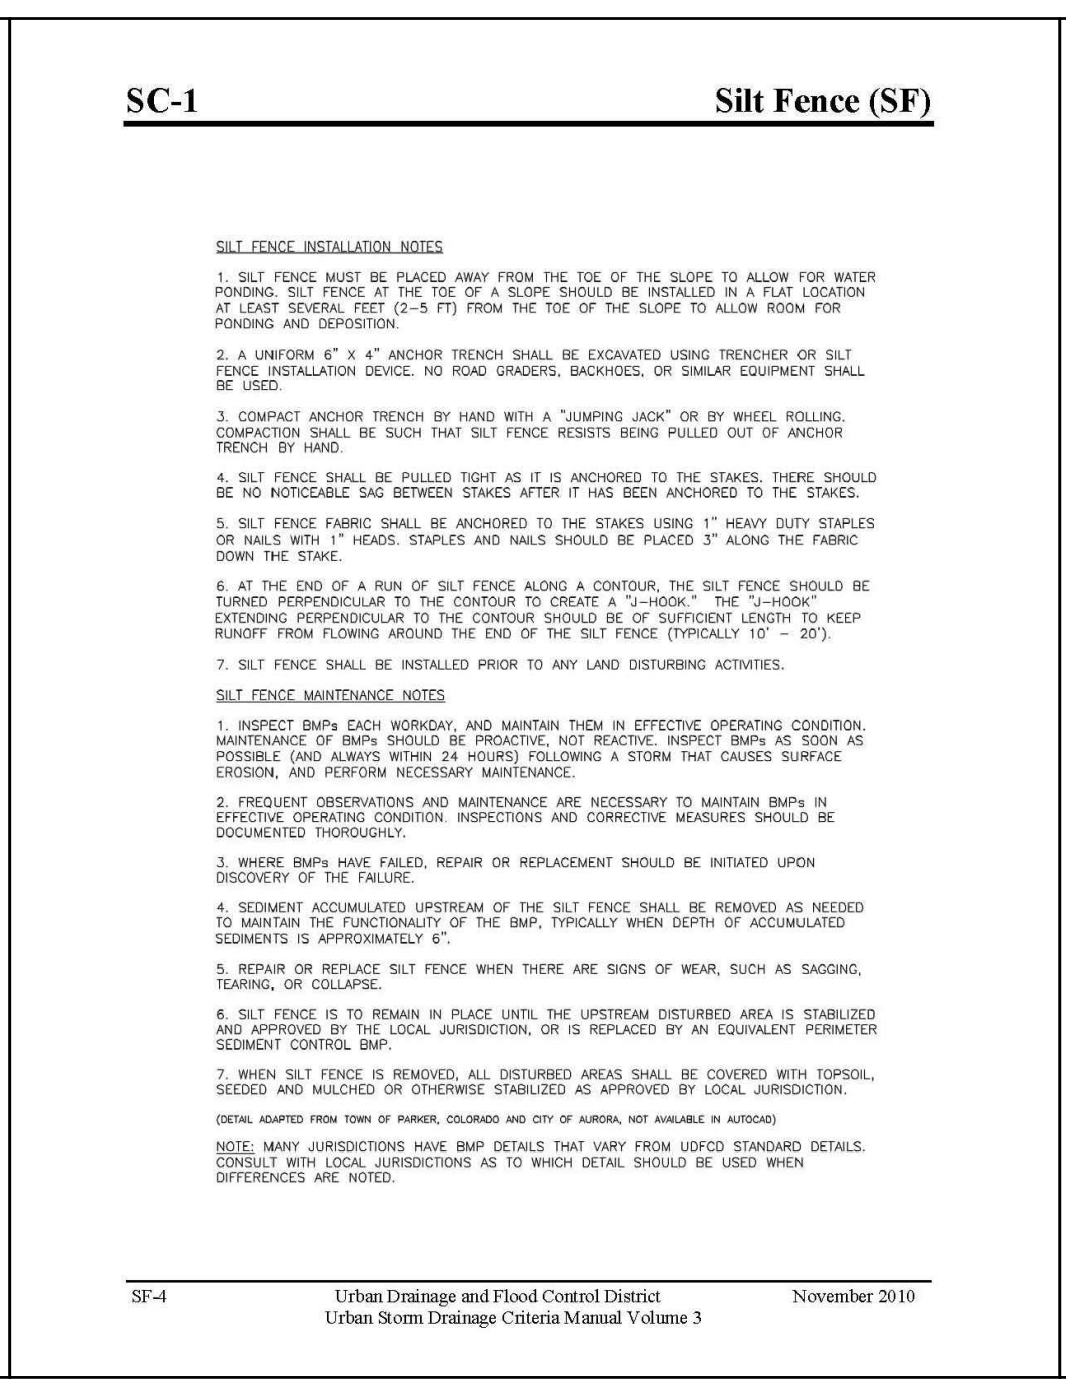 SC-1
Silt Fence (SF)
SILT FENCE INSTALLATION NOTES
1. SILT FENCE MUST BE PLACED AWAY FROM THE TOE OF THE SLOPE TO ALLOW FOR WATER
PONDING. SILT FENCE AT THE TOE OF A SLOPE SHOULD BE INSTALLED IN A FLAT LOCATION
AT LEAST SEVERAL FEET (2–5 FT) FROM THE TOE OF THE SLOPE TO ALLOW ROOM FOR
PONDING AND DEPOSITION.
2. A UNIFORM 6" X 4" ANCHOR TRENCH SHALL BE EXCAVATED USING TRENCHER OR SILT
FENCE INSTALLATION DEVICE. NO ROAD GRADERS, BACKHOES, OR SIMILAR EQUIPMENT SHALL
BE USED.
3. COMPACT ANCHOR TRENCH BY HAND WITH A "JUMPING JACK" OR BY WHEEL ROLLING.
COMPACTION SHALL BE SUCH THAT SILT FENCE RESISTS BEING PULLED OUT OF ANCHOR
TRENCH BY HAND.
4. SILT FENCE SHALL BE PULLED TIGHT AS IT IS ANCHORED TO THE STAKES. THERE SHOULD
BE NO NOTICEABLE SAG BETWEEN STAKES AFTER IT HAS BEEN ANCHORED TO THE STAKES.
5. SILT FENCE FABRIC SHALL BE ANCHORED TO THE STAKES USING 1" HEAVY DUTY STAPLES
OR NAILS WITH 1" HEADS. STAPLES AND NAILS SHOULD BE PLACED 3" ALONG THE FABRIC
DOWN THE STAKE.
6. AT THE END OF A RUN OF SILT FENCE ALONG A CONTOUR, THE SILT FENCE SHOULD BE
TURNED PERPENDICULAR TO THE CONTOUR TO CREATE A "J–HOOK." THE "J–HOOK"
EXTENDING PERPENDICULAR TO THE CONTOUR SHOULD BE OF SUFFICIENT LENGTH TO KEEP
RUNOFF FROM FLOWING AROUND THE END OF THE SILT FENCE (TYPICALLY 10' – 20').
7. SILT FENCE SHALL BE INSTALLED PRIOR TO ANY LAND DISTURBING ACTIVITIES.
SILT FENCE MAINTENANCE NOTES
1. INSPECT BMPs EACH WORKDAY, AND MAINTAIN THEM IN EFFECTIVE OPERATING CONDITION.
MAINTENANCE OF BMPs SHOULD BE PROACTIVE, NOT REACTIVE. INSPECT BMPs AS SOON AS
POSSIBLE (AND ALWAYS WITHIN 24 HOURS) FOLLOWING A STORM THAT CAUSES SURFACE
EROSION, AND PERFORM NECESSARY MAINTENANCE.
2. FREQUENT OBSERVATIONS AND MAINTENANCE ARE NECESSARY TO MAINTAIN BMPs IN
EFFECTIVE OPERATING CONDITION. INSPECTIONS AND CORRECTIVE MEASURES SHOULD BE
DOCUMENTED THOROUGHLY.
3. WHERE BMPs HAVE FAILED, REPAIR OR REPLACEMENT SHOULD BE INITIATED UPON
DISCOVERY OF THE FAILURE.
4. SEDIMENT ACCUMULATED UPSTREAM OF THE SILT FENCE SHALL BE REMOVED AS NEEDED
TO MAINTAIN THE FUNCTIONALITY OF THE BMP, TYPICALLY WHEN DEPTH OF ACCUMULATED
SEDIMENTS IS APPROXIMATELY 6".
5. REPAIR OR REPLACE SILT FENCE WHEN THERE ARE SIGNS OF WEAR, SUCH AS SAGGING,
TEARING, OR COLLAPSE.
6. SILT FENCE IS TO REMAIN IN PLACE UNTIL THE UPSTREAM DISTURBED AREA IS STABILIZED
AND APPROVED BY THE LOCAL JURISDICTION, OR IS REPLACED BY AN EQUIVALENT PERIMETER
SEDIMENT CONTROL BMP.
7. WHEN SILT FENCE IS REMOVED, ALL DISTURBED AREAS SHALL BE COVERED WITH TOPSOIL,
SEEDED AND MULCHED OR OTHERWISE STABILIZED AS APPROVED BY LOCAL JURISDICTION.
(DETAIL ADAPTED FROM TOWN OF PARKER, COLORADO AND CITY OF AURORA, NOT AVAILABLE IN AUTOCAD)
NOTE: MANY JURISDICTIONS HAVE BMP DETAILS THAT VARY FROM UDFCD STANDARD DETAILS.
CONSULT WITH LOCAL JURISDICTIONS AS TO WHICH DETAIL SHOULD BE USED WHEN
DIFFERENCES ARE NOTED.
SF-4
Urban Drainage and Flood Control District
November 2010
Urban Storm Drainage Criteria Manual Volume 3